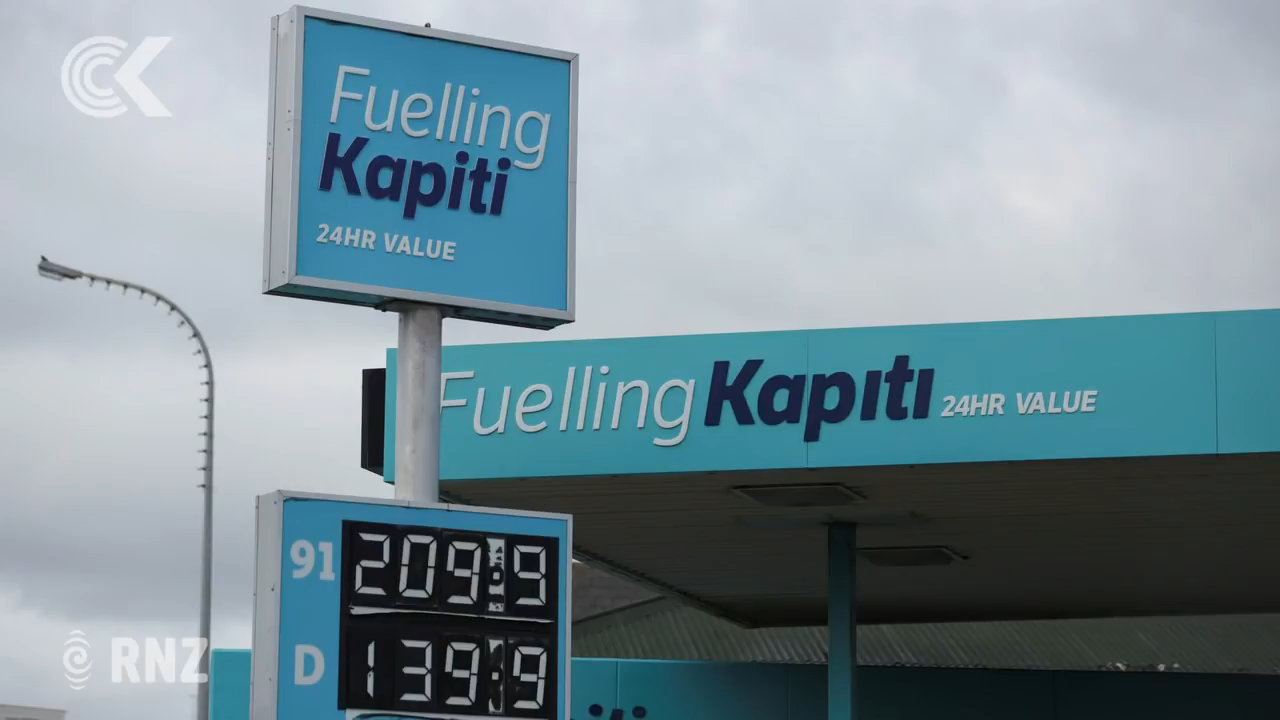 Fuelling
Kapiti
24HR VALUE
Fuelling Kapiti 24HR VALUE
91 209.9
D 139.9
RNZ